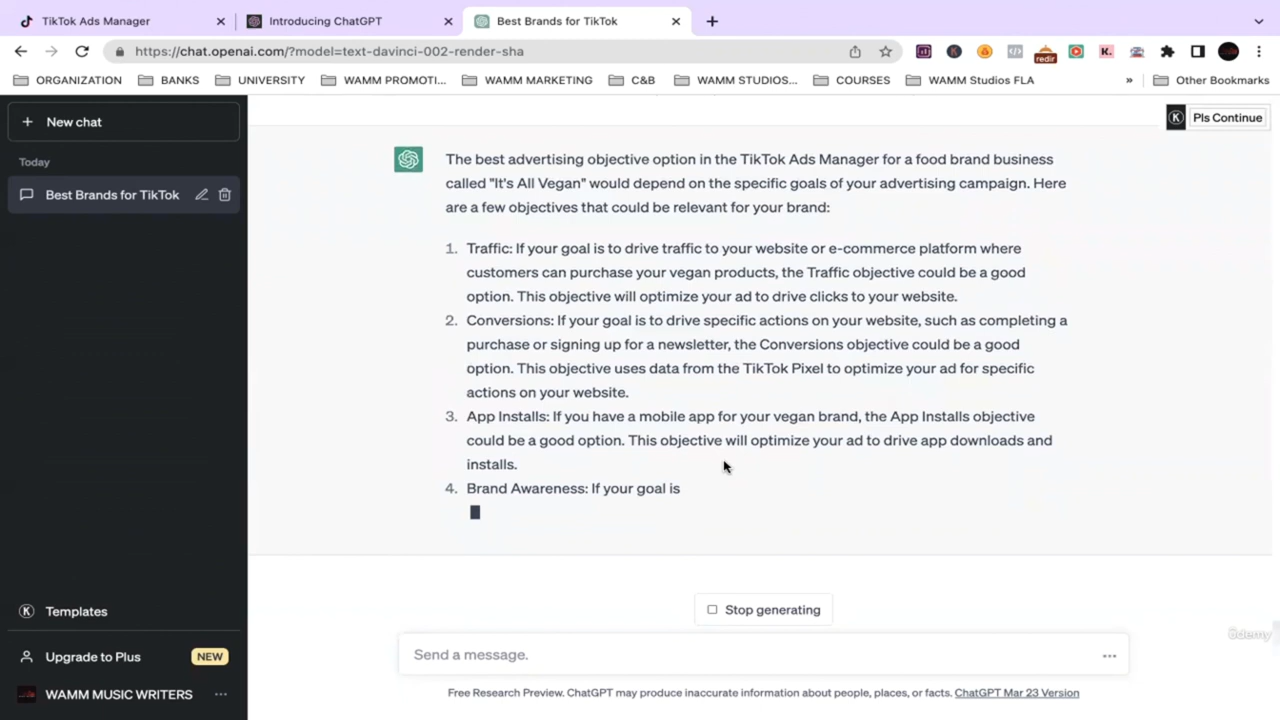 TikTok Ads Manager
Introducing ChatGPT
Best Brands for TikTok
https://chat.openai.com/?model=text-davinci-002-render-sha
redir
ORGANIZATION
BANKS
UNIVERSITY
WAMM PROMOTI...
WAMM MARKETING
C&B
WAMM STUDIOS...
COURSES
WAMM Studios FLA
»
Other Bookmarks
+ New chat
Today
Best Brands for TikTok
Templates
Upgrade to Plus
NEW
WAMM MUSIC WRITERS
Pls Continue
The best advertising objective option in the TikTok Ads Manager for a food brand business
called "It's All Vegan" would depend on the specific goals of your advertising campaign. Here
are a few objectives that could be relevant for your brand:
1. Traffic: If your goal is to drive traffic to your website or e-commerce platform where
customers can purchase your vegan products, the Traffic objective could be a good
option. This objective will optimize your ad to drive clicks to your website.
2. Conversions: If your goal is to drive specific actions on your website, such as completing a
purchase or signing up for a newsletter, the Conversions objective could be a good
option. This objective uses data from the TikTok Pixel to optimize your ad for specific
actions on your website.
3. App Installs: If you have a mobile app for your vegan brand, the App Installs objective
could be a good option. This objective will optimize your ad to drive app downloads and
installs.
4. Brand Awareness: If your goal is
Stop generating
Send a message.
Free Research Preview. ChatGPT may produce inaccurate information about people, places, or facts. ChatGPT Mar 23 Version
ûdemy